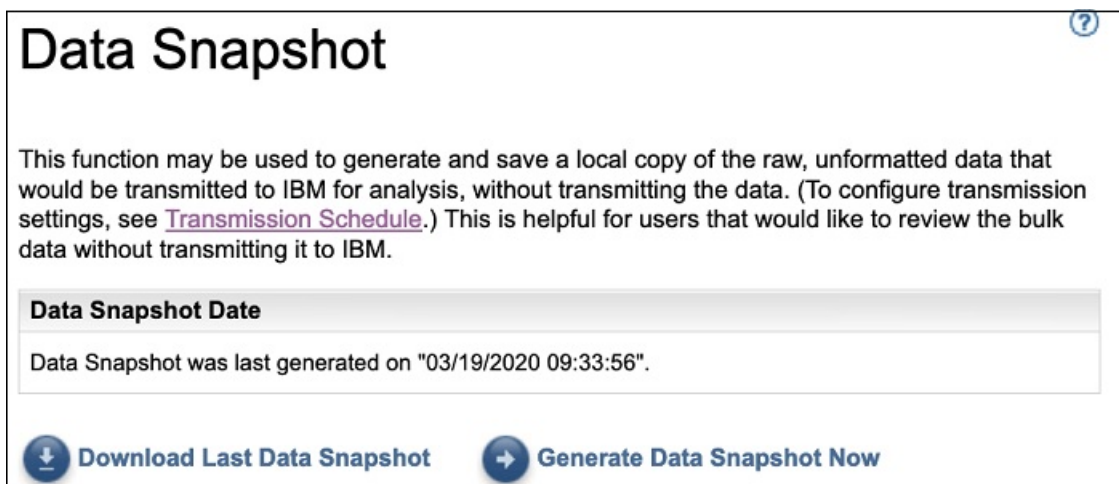 Data Snapshot
?
This function may be used to generate and save a local copy of the raw, unformatted data that
would be transmitted to IBM for analysis, without transmitting the data. (To configure transmission
settings, see Transmission Schedule.) This is helpful for users that would like to review the bulk
data without transmitting it to IBM.
Data Snapshot Date
Data Snapshot was last generated on "03/19/2020 09:33:56".
Download Last Data Snapshot
Generate Data Snapshot Now